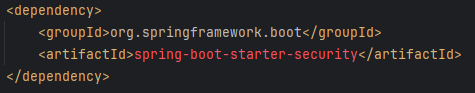 <dependency>
    <groupId>org.springframework.boot</groupId>
    <artifactId>spring-boot-starter-security</artifactId>
</dependency>